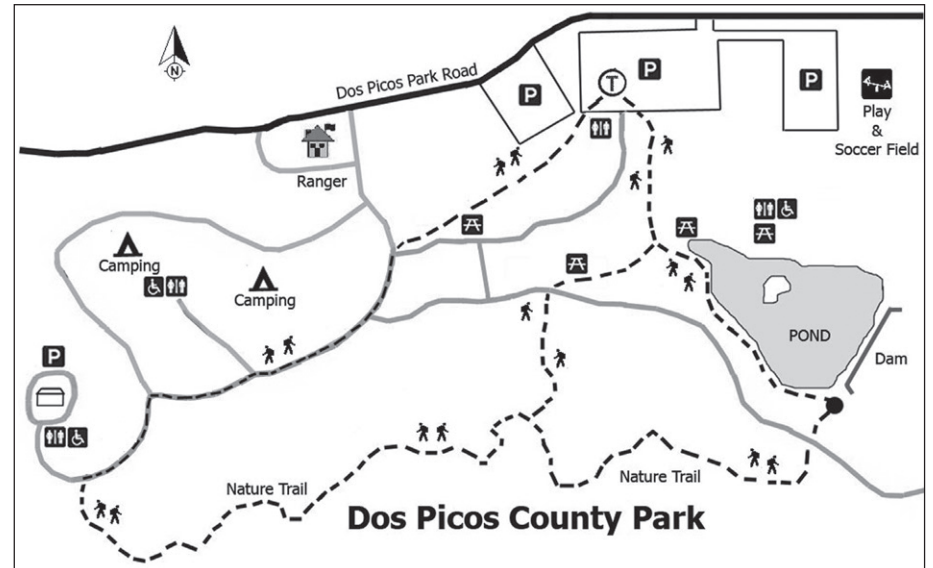 N
Dos Picos Park Road
P
T
P
P
Play
&
Soccer Field
Ranger
Camping
Camping
P
POND
Dam
Nature Trail
Nature Trail
Dos Picos County Park